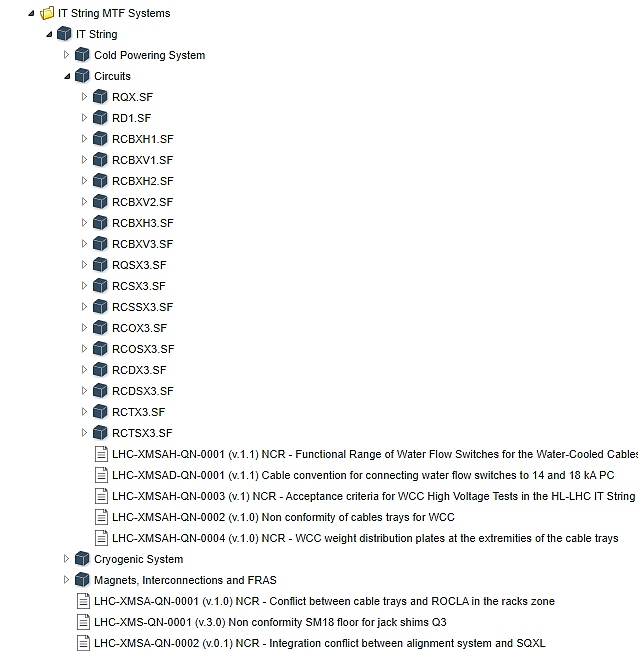 IT String MTF Systems
IT String
Cold Powering System
Circuits
RQX.SF
RD1.SF
RCBXH1.SF
RCBXV1.SF
RCBXH2.SF
RCBXV2.SF
RCBXH3.SF
RCBXV3.SF
RQSX3.SF
RCSX3.SF
RCSSX3.SF
RCOX3.SF
RCOSX3.SF
RCDX3.SF
RCDSX3.SF
RCTX3.SF
RCTSX3.SF
LHC-XMSAH-QN-0001 (v.1.1) NCR - Functional Range of Water Flow Switches for the Water-Cooled Cables
LHC-XMSAD-QN-0001 (v.1.1) Cable convention for connecting water flow switches to 14 and 18 kA PC
LHC-XMSAH-QN-0003 (v.1) NCR - Acceptance criteria for WCC High Voltage Tests in the HL-LHC IT String
LHC-XMSAH-QN-0002 (v.1.0) Non conformity of cables trays for WCC
LHC-XMSAH-QN-0004 (v.1.0) NCR - WCC weight distribution plates at the extremities of the cable trays
Cryogenic System
Magnets, Interconnections and FRAS
LHC-XMSA-QN-0001 (v.1.0) NCR - Conflict between cable trays and ROCLA in the racks zone
LHC-XMS-QN-0001 (v.3.0) Non conformity SM18 floor for jack shims Q3
LHC-XMSA-QN-0002 (v.0.1) NCR - Integration conflict between alignment system and SQXL